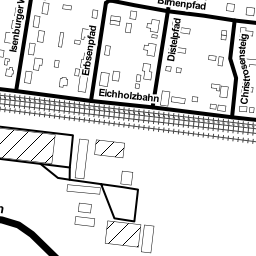 Birnenpfad
Isenburger
Erbsenpfad
Distelpfad
Christrosensteig
Eichholzbahn